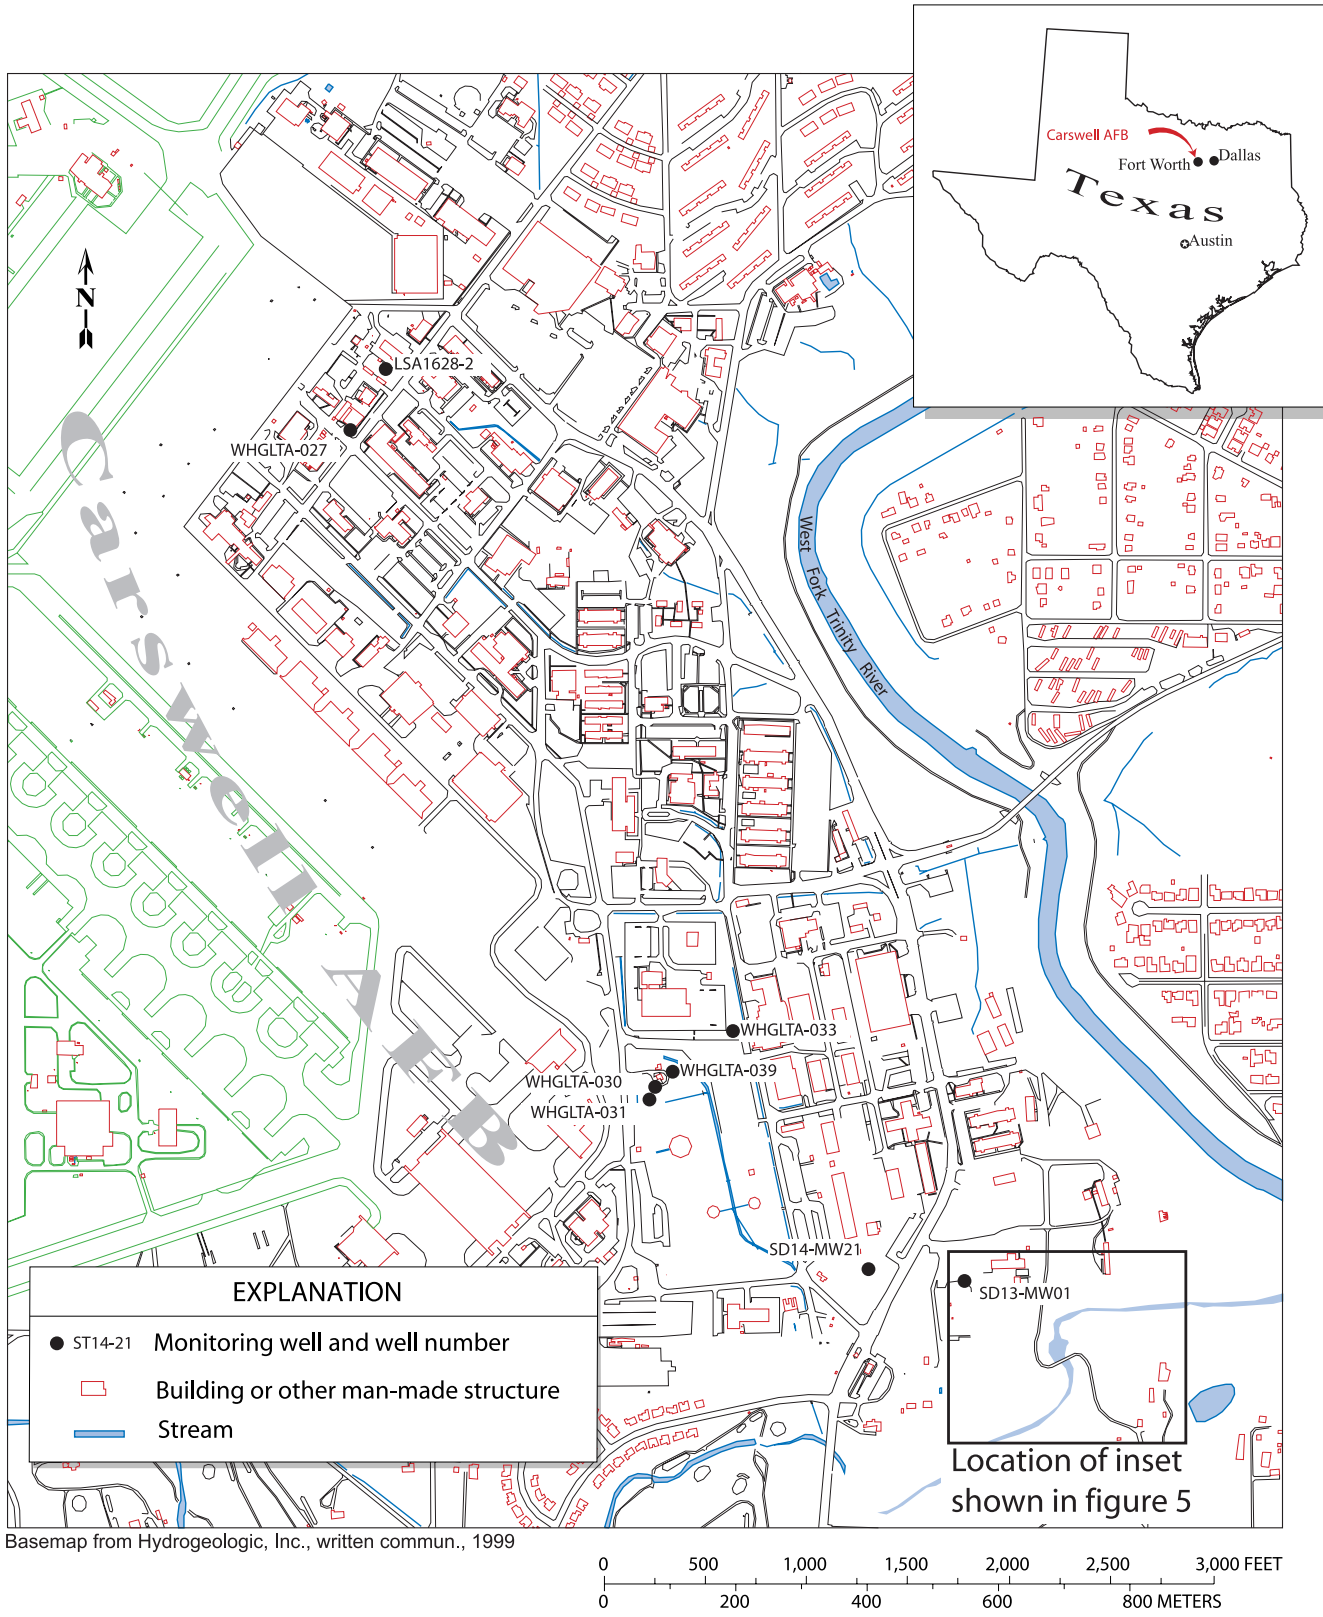 Carswell AFB
Fort Worth
Dallas
Texas
Austin
N
LSA1628-2
WHGLTA-027
Carswell AFB
West Fork Trinity River
WHGLTA-033
WHGLTA-039
WHGLTA-030
WHGLTA-031
SD14-MW21
SD13-MW01
EXPLANATION
ST14-21 Monitoring well and well number
Building or other man-made structure
Stream
Location of inset
shown in figure 5
Basemap from Hydrogeologic, Inc., written commun., 1999
0 500 1,000 1,500 2,000 2,500 3,000 FEET
0 200 400 600 800 METERS